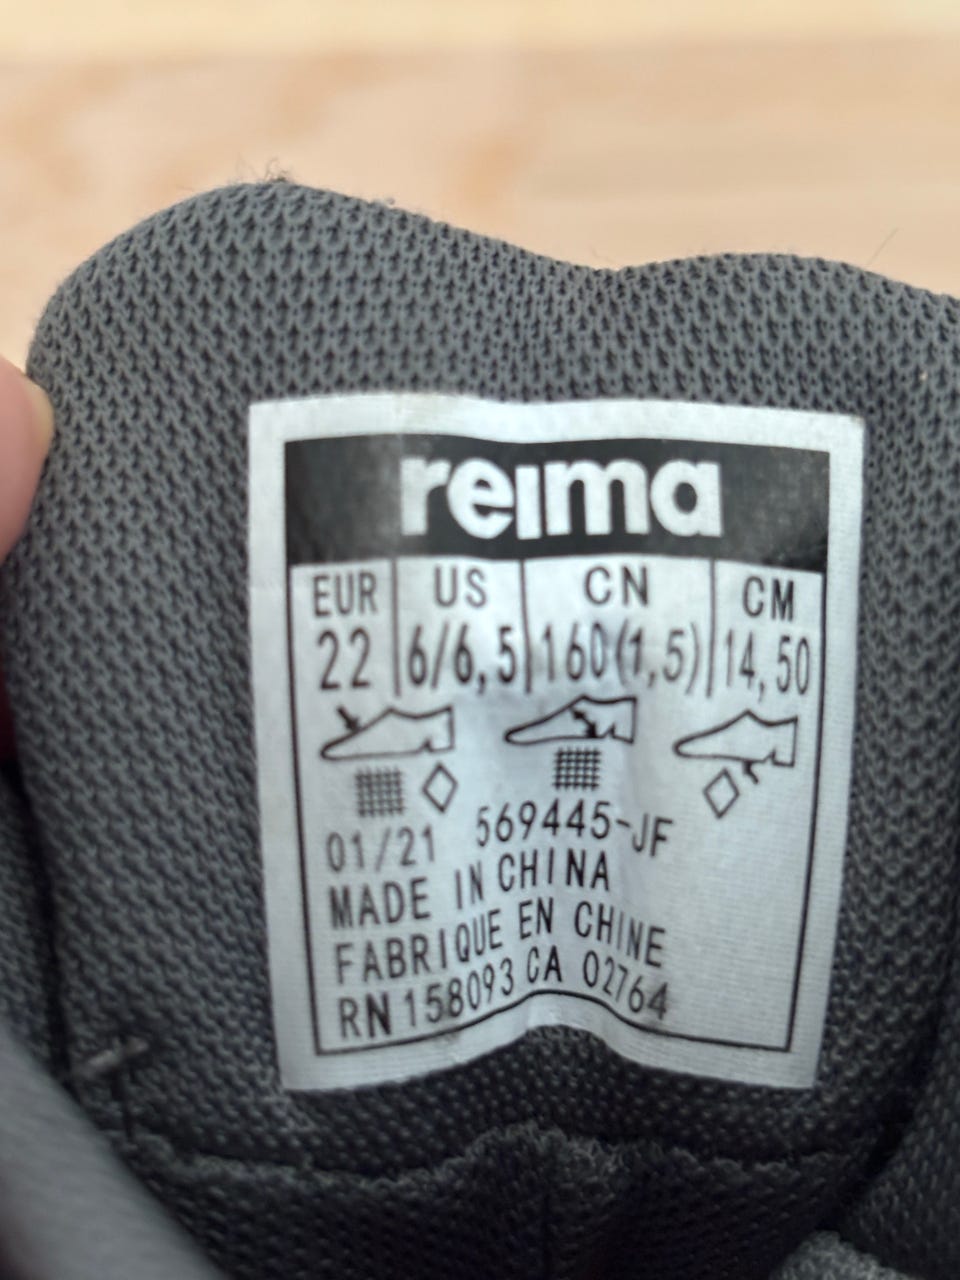 reima
EUR US CN CM
22 6/6,5 160(1,5) 14,50
01/21 569445-JF
MADE IN CHINA
FABRIQUE EN CHINE
RN 158093 CA 02764